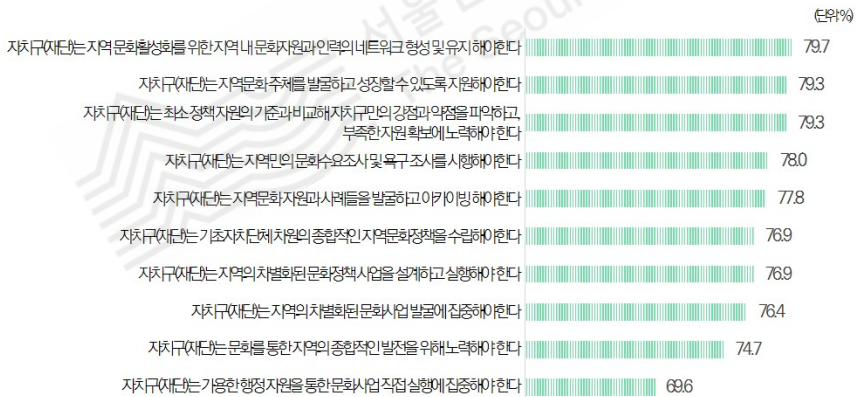 (단위:%)
자치구(재단)는 지역 문화활성화를 위한 지역 내 문화자원과 인력의 네트워크 형성 및 유지 해야 한다 79.7
자치구(재단)는 지역문화 주체를 발굴하고 성장할 수 있도록 지원해야 한다 79.3
자치구(재단)는 최소 정책 자원의 기준과 비교해 자치구만의 강점과 약점을 파악하고,
부족한 자원 확보에 노력해야 한다 79.3
자치구(재단)는 지역민의 문화수요조사 및 욕구 조사를 시행해야 한다 78.0
자치구(재단)는 지역문화 자원과 사례들을 발굴하고 아카이빙 해야 한다 77.8
자치구(재단)는 기초자치단체 차원의 종합적인 지역문화정책을 수립해야 한다 76.9
자치구(재단)는 지역의 차별화된 문화정책 사업을 설계하고 실행해야 한다 76.9
자치구(재단)는 지역의 차별화된 문화사업 발굴에 집중해야 한다 76.4
자치구(재단)는 문화를 통한 지역의 종합적인 발전을 위해 노력해야 한다 74.7
자치구(재단)는 가용한 행정 자원을 통한 문화사업 직접 실행에 집중해야 한다 69.6
서울
The Seoul